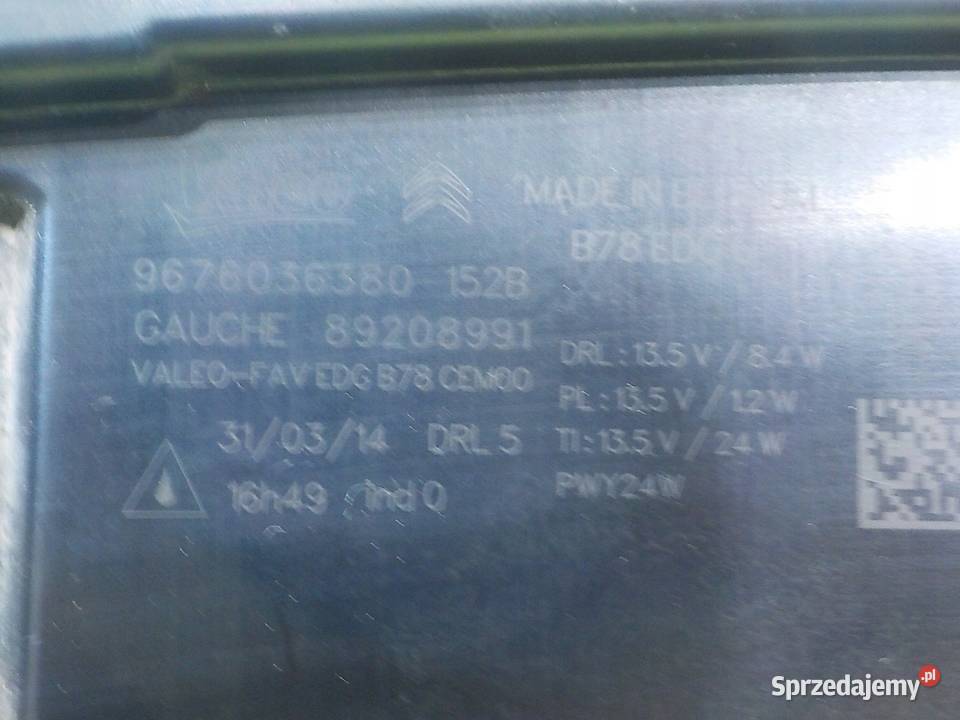 MADE IN
B78 EDG
9676036380 152B
GAUCHE 89208991
VALEO-FAV EDG B78 CEM00
31/03/14 DRL 5
16h49 Ind 0
DRL : 13.5 V / 8.4 W
PL : 13.5 V / 1.2 W
TI : 13.5 V / 24 W
PWY24W
Sprzedajemy.pl